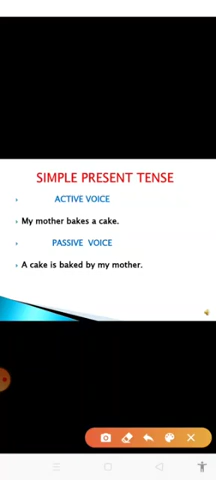 SIMPLE PRESENT TENSE
ACTIVE VOICE
My mother bakes a cake.
PASSIVE VOICE
A cake is baked by my mother.